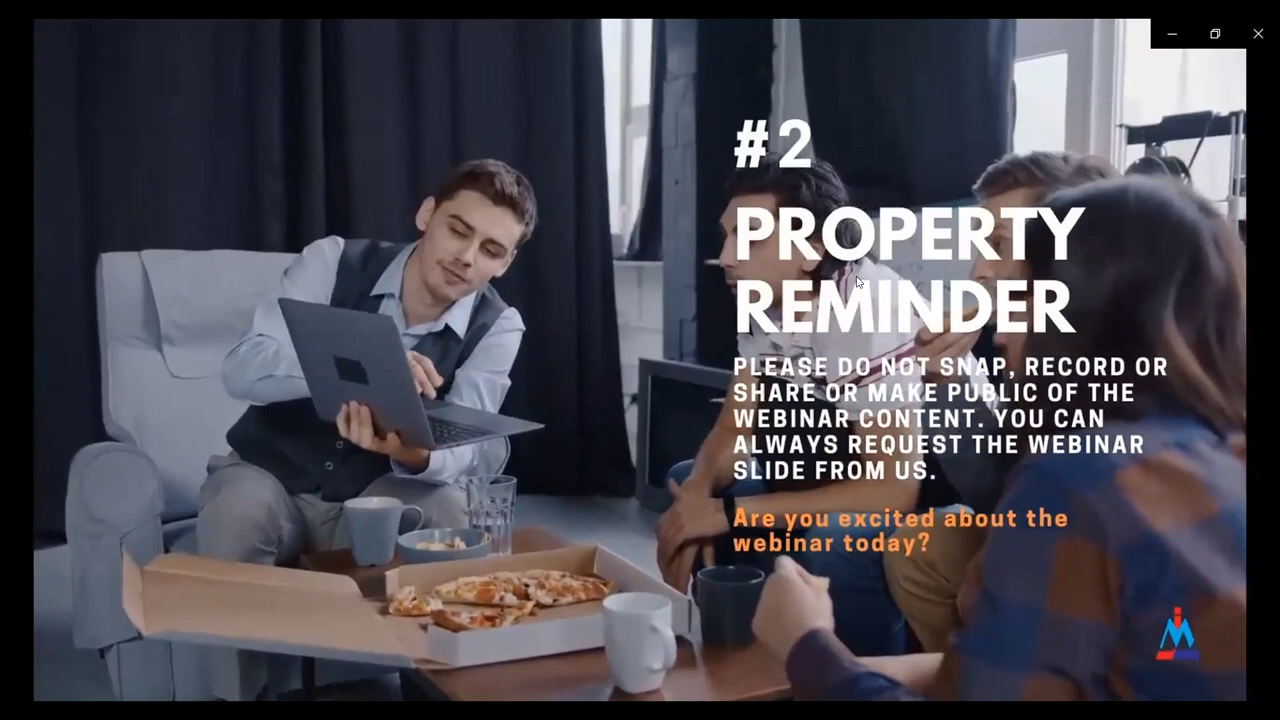 #2
PROPERTY
REMINDER
PLEASE DO NOT SNAP, RECORD OR
SHARE OR MAKE PUBLIC OF THE
WEBINAR CONTENT. YOU CAN
ALWAYS REQUEST THE WEBINAR
SLIDE FROM US.
Are you excited about the
webinar today?